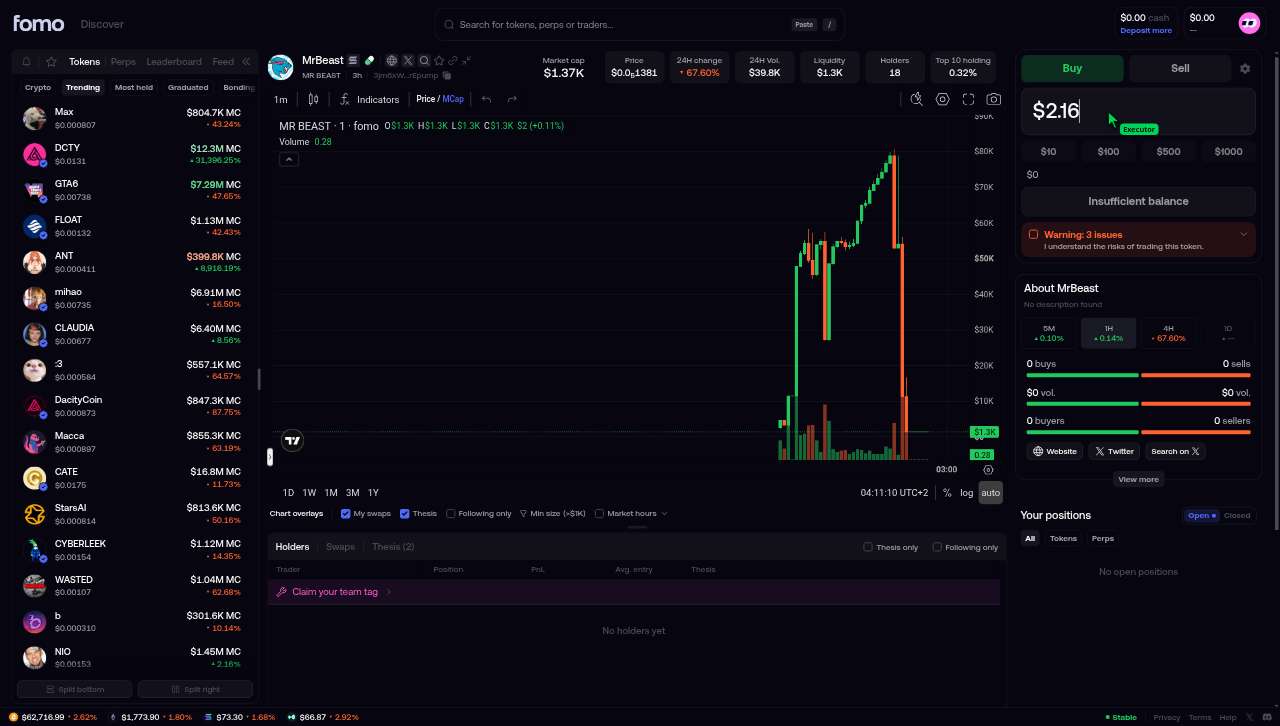 fomo
Discover
Search for tokens, perps or traders...
Paste
/
$0.00 cash
Deposit more
$0.00
—
Tokens Perps Leaderboard Feed
Crypto Trending Most held Graduated Bonding
Max $804.7K MC
$0.000807 43.24%
DCTY $12.3M MC
$0.0131 31,396.25%
GTA6 $7.29M MC
$0.00738 47.65%
FLOAT $1.13M MC
$0.00132 42.43%
ANT $399.8K MC
$0.000411 8,916.19%
mihao $6.91M MC
$0.00735 16.50%
CLAUDIA $6.40M MC
$0.00677 8.56%
:3 $557.1K MC
$0.000584 64.57%
DacityCoin $847.3K MC
$0.000873 87.75%
Macca $855.3K MC
$0.000897 63.19%
CATE $16.8M MC
$0.0175 11.73%
StarsAI $813.6K MC
$0.000814 50.16%
CYBERLEEK $1.12M MC
$0.00154 14.35%
WASTED $1.04M MC
$0.00107 62.68%
b $301.6K MC
$0.000310 10.14%
NIO $1.45M MC
$0.00153 2.16%
Split bottom Split right
MrBeast
MR BEAST 3h 3jm6xW...rEpump
Market cap
$1.37K
Price
$0.0₅1381
24H change
67.60%
24H Vol.
$39.8K
Liquidity
$1.3K
Holders
18
Top 10 holding
0.32%
1m Indicators Price / MCap
MR BEAST · 1 · fomo O$1.3K H$1.3K L$1.3K C$1.3K $2 (+0.11%)
Volume 0.28
$90K
$80K
$70K
$60K
$50K
$40K
$30K
$20K
$10K
$1.3K
0.28
03:00
1D 1W 1M 3M 1Y
04:11:10 UTC+2 % log auto
Chart overlays My swaps Thesis Following only Min size (>$1K) Market hours
Holders Swaps Thesis (2) Thesis only Following only
Trader Position PnL Avg. entry Thesis
Claim your team tag
No holders yet
Buy Sell
$2.16
Executor
$10 $100 $500 $1000
$0
Insufficient balance
Warning: 3 issues
I understand the risks of trading this token.
About MrBeast
No description found
5M 1H 4H 1D
0.10% 0.14% 67.60% —
0 buys 0 sells
$0 vol. $0 vol.
0 buyers 0 sellers
Website Twitter Search on X
View more
Your positions Open Closed
All Tokens Perps
No open positions
$62,716.99 2.62% $1,773.90 1.80% $73.30 1.68% $66.87 2.92%
Stable Privacy Terms Help